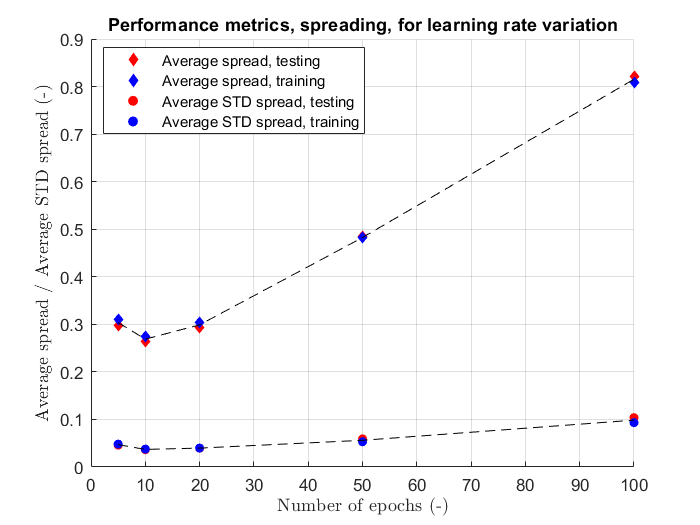 Performance metrics, spreading, for learning rate variation
0.9
0.8
0.7
0.6
0.5
0.4
0.3
0.2
0.1
0
Average spread / Average STD spread (-)
Average spread, testing
Average spread, training
Average STD spread, testing
Average STD spread, training
0 10 20 30 40 50 60 70 80 90 100
Number of epochs (-)